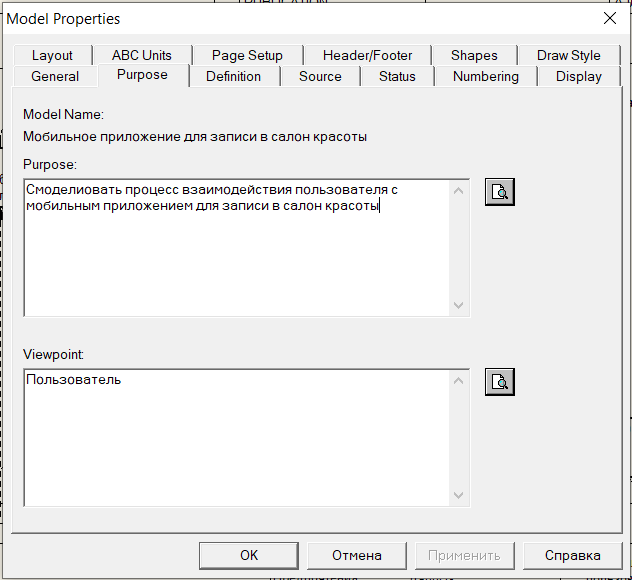 Model Properties
Layout ABC Units Page Setup Header/Footer Shapes Draw Style
General Purpose Definition Source Status Numbering Display
Model Name:
Мобильное приложение для записи в салон красоты
Purpose:
Смоделиовать процесс взаимодействия пользователя с
мобильным приложением для записи в салон красоты
Viewpoint:
Пользователь
OK Отмена Применить Справка